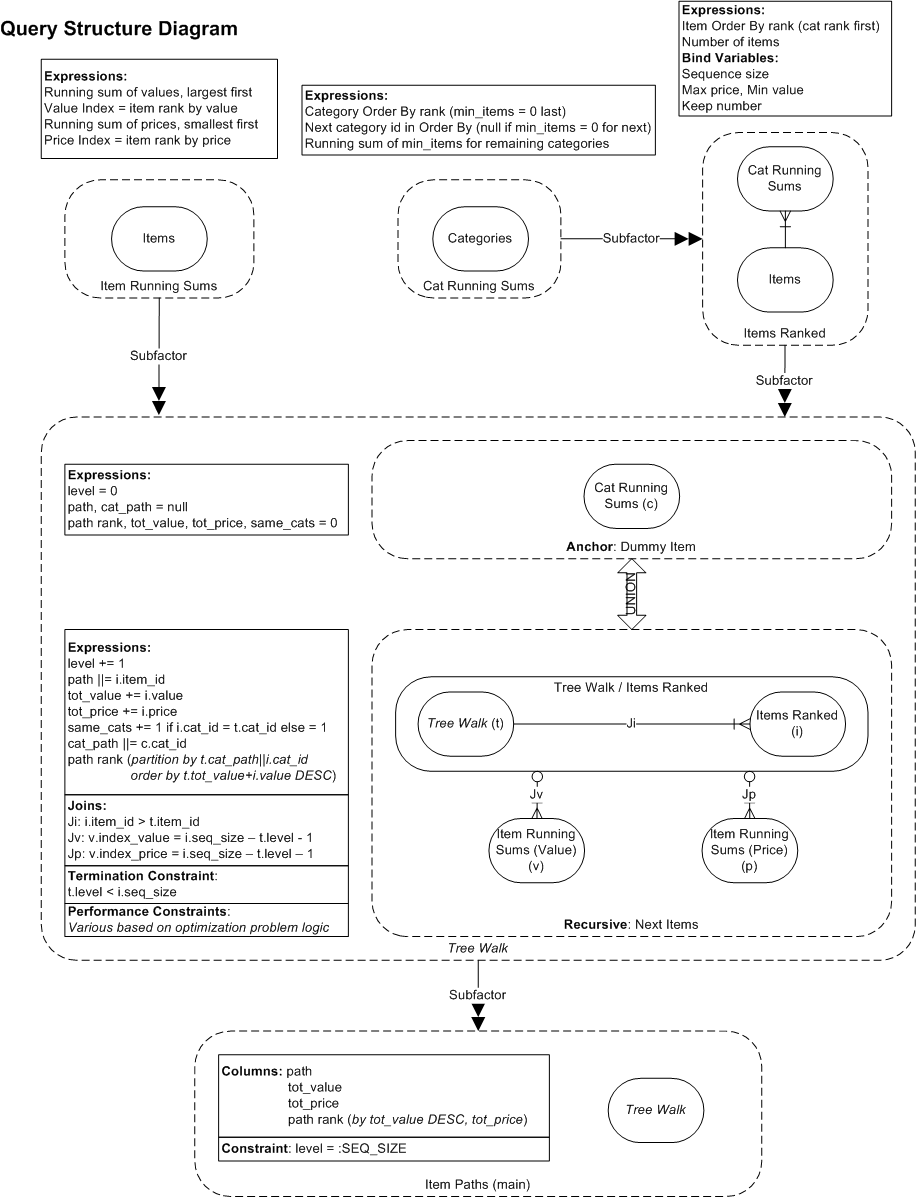 Query Structure Diagram
Expressions:
Item Order By rank (cat rank first)
Number of items
Bind Variables:
Sequence size
Max price, Min value
Keep number
Expressions:
Running sum of values, largest first
Value Index = item rank by value
Running sum of prices, smallest first
Price Index = item rank by price
Expressions:
Category Order By rank (min_items = 0 last)
Next category id in Order By (null if min_items = 0 for next)
Running sum of min_items for remaining categories
Items
Item Running Sums
Categories
Cat Running Sums
Subfactor
Cat Running
Sums
Items
Items Ranked
Subfactor
Subfactor
Expressions:
level = 0
path, cat_path = null
path rank, tot_value, tot_price, same_cats = 0
Cat Running
Sums (c)
Anchor: Dummy Item
UNION
Expressions:
level += 1
path ||= i.item_id
tot_value += i.value
tot_price += i.price
same_cats += 1 if i.cat_id = t.cat_id else = 1
cat_path ||= c.cat_id
path rank (partition by t.cat_path||i.cat_id
order by t.tot_value+i.value DESC)
Joins:
Ji: i.item_id > t.item_id
Jv: v.index_value = i.seq_size – t.level - 1
Jp: v.index_price = i.seq_size – t.level – 1
Termination Constraint:
t.level < i.seq_size
Performance Constraints:
Various based on optimization problem logic
Tree Walk / Items Ranked
Tree Walk (t)
Ji
Items Ranked
(i)
Jv
Jp
Item Running
Sums (Value)
(v)
Item Running
Sums (Price)
(p)
Recursive: Next Items
Tree Walk
Subfactor
Columns: path
tot_value
tot_price
path rank (by tot_value DESC, tot_price)
Constraint: level = :SEQ_SIZE
Tree Walk
Item Paths (main)